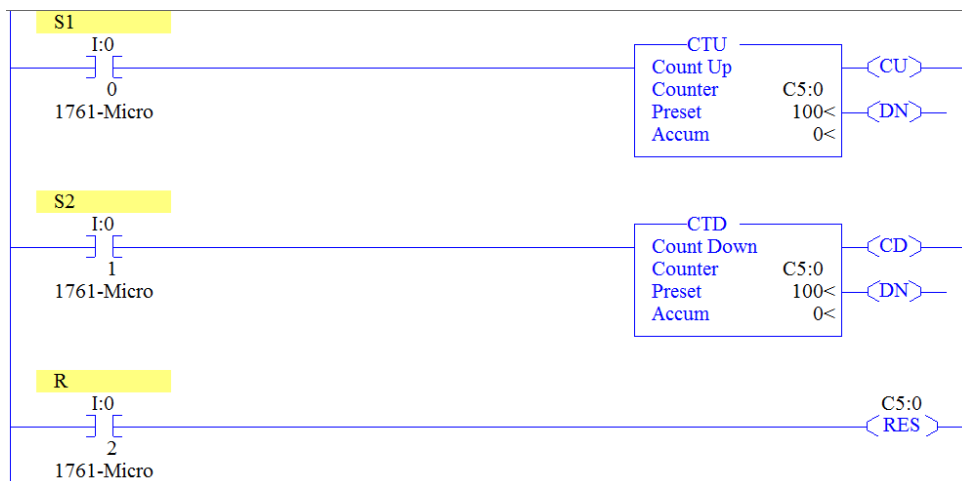 S1
I:0
0
1761-Micro
CTU
Count Up
Counter C5:0
Preset 100<
Accum 0<
CU
DN
S2
I:0
1
1761-Micro
CTD
Count Down
Counter C5:0
Preset 100<
Accum 0<
CD
DN
R
I:0
2
1761-Micro
C5:0
RES